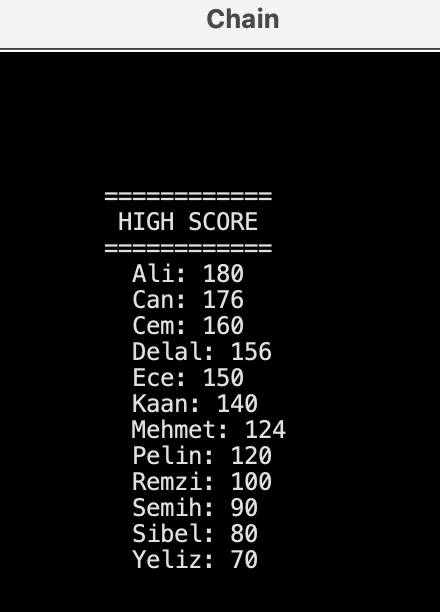 Chain
============
HIGH SCORE
============
Ali: 180
Can: 176
Cem: 160
Delal: 156
Ece: 150
Kaan: 140
Mehmet: 124
Pelin: 120
Remzi: 100
Semih: 90
Sibel: 80
Yeliz: 70